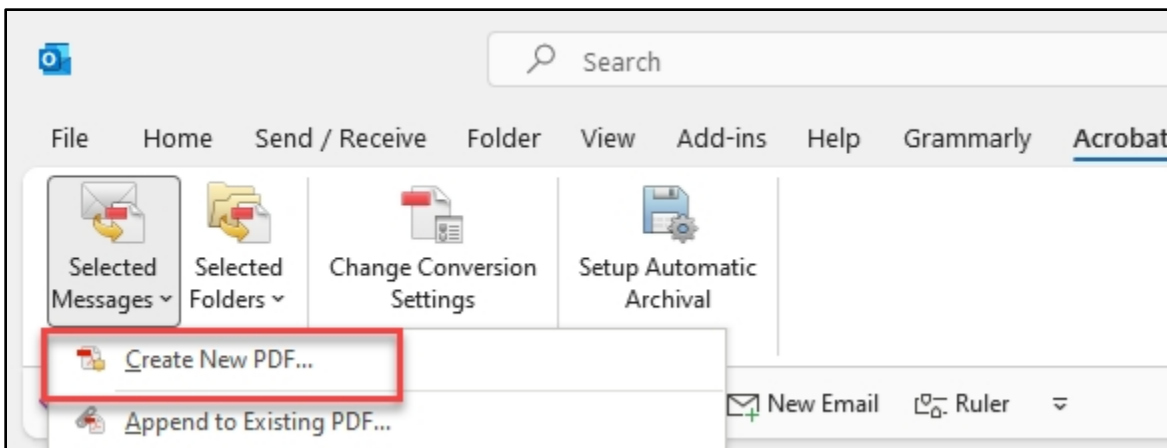 Search
File Home Send / Receive Folder View Add-ins Help Grammarly Acrobat
Selected Messages
Selected Folders
Change Conversion Settings
Setup Automatic Archival
Create New PDF...
Append to Existing PDF...
New Email Ruler